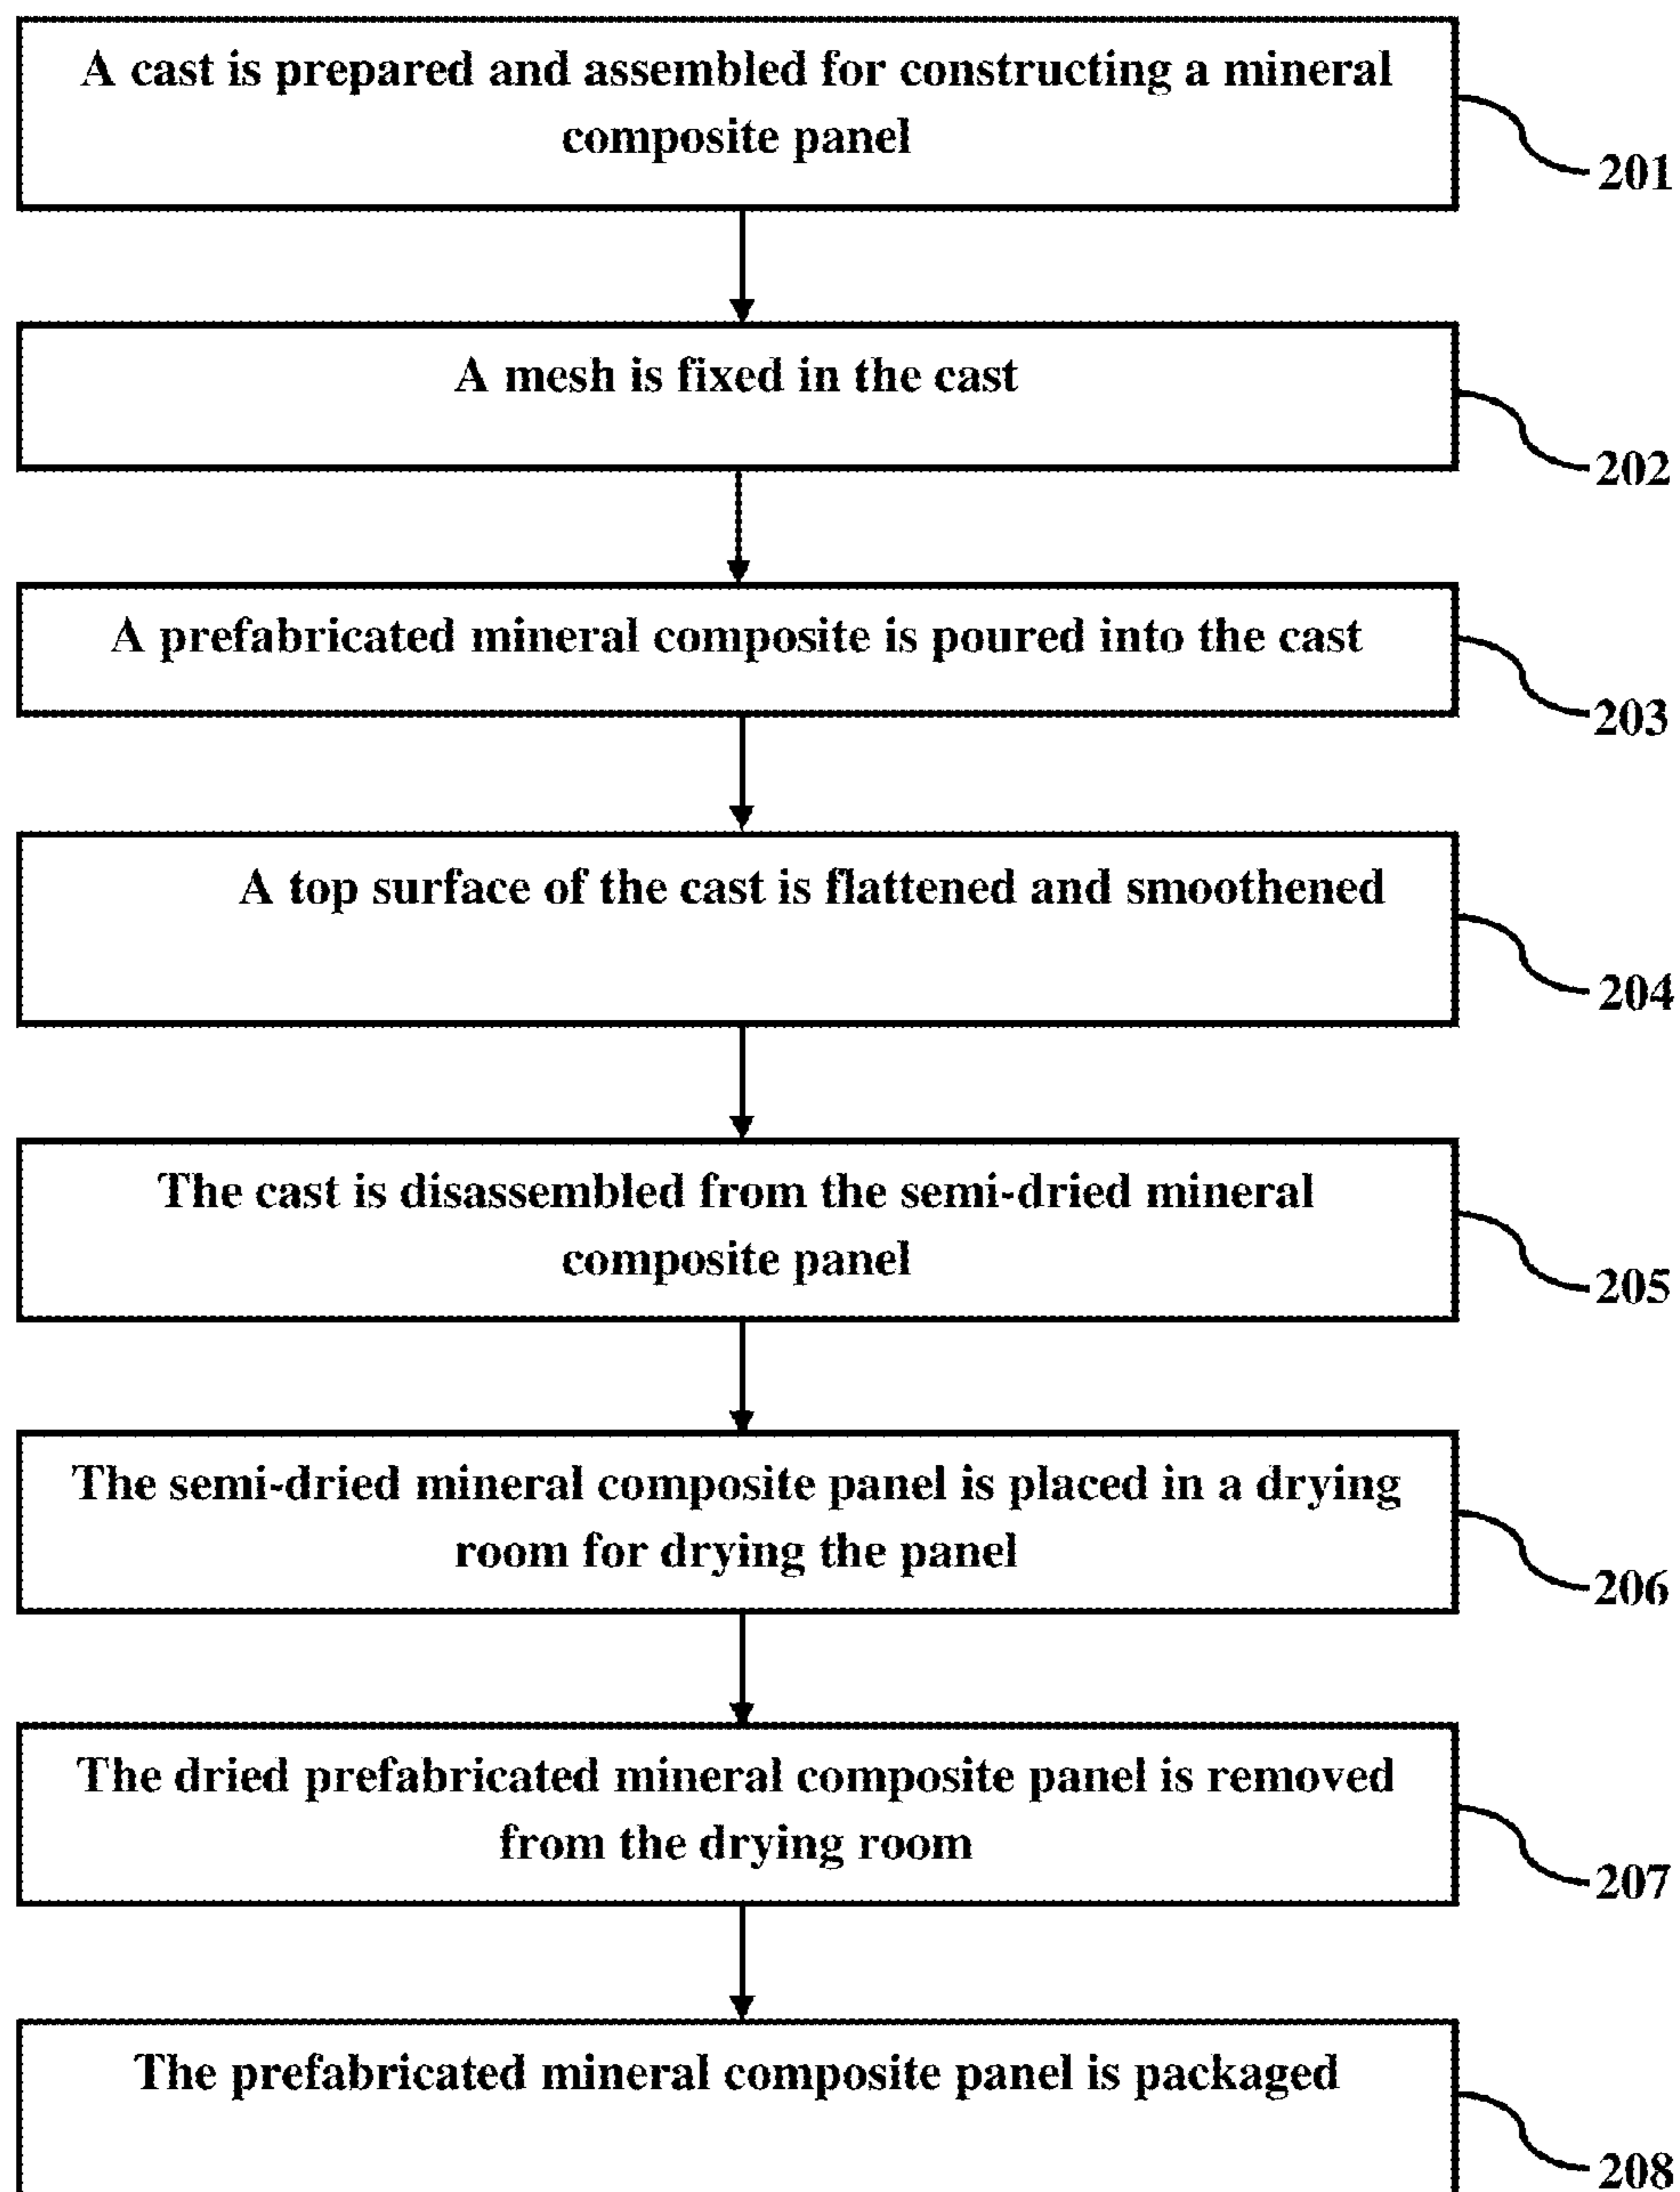 A cast is prepared and assembled for constructing a mineral
composite panel
201
A mesh is fixed in the cast
202
A prefabricated mineral composite is poured into the cast
203
A top surface of the cast is flattened and smoothened
204
The cast is disassembled from the semi-dried mineral
composite panel
205
The semi-dried mineral composite panel is placed in a drying
room for drying the panel
206
The dried prefabricated mineral composite panel is removed
from the drying room
207
The prefabricated mineral composite panel is packaged
208